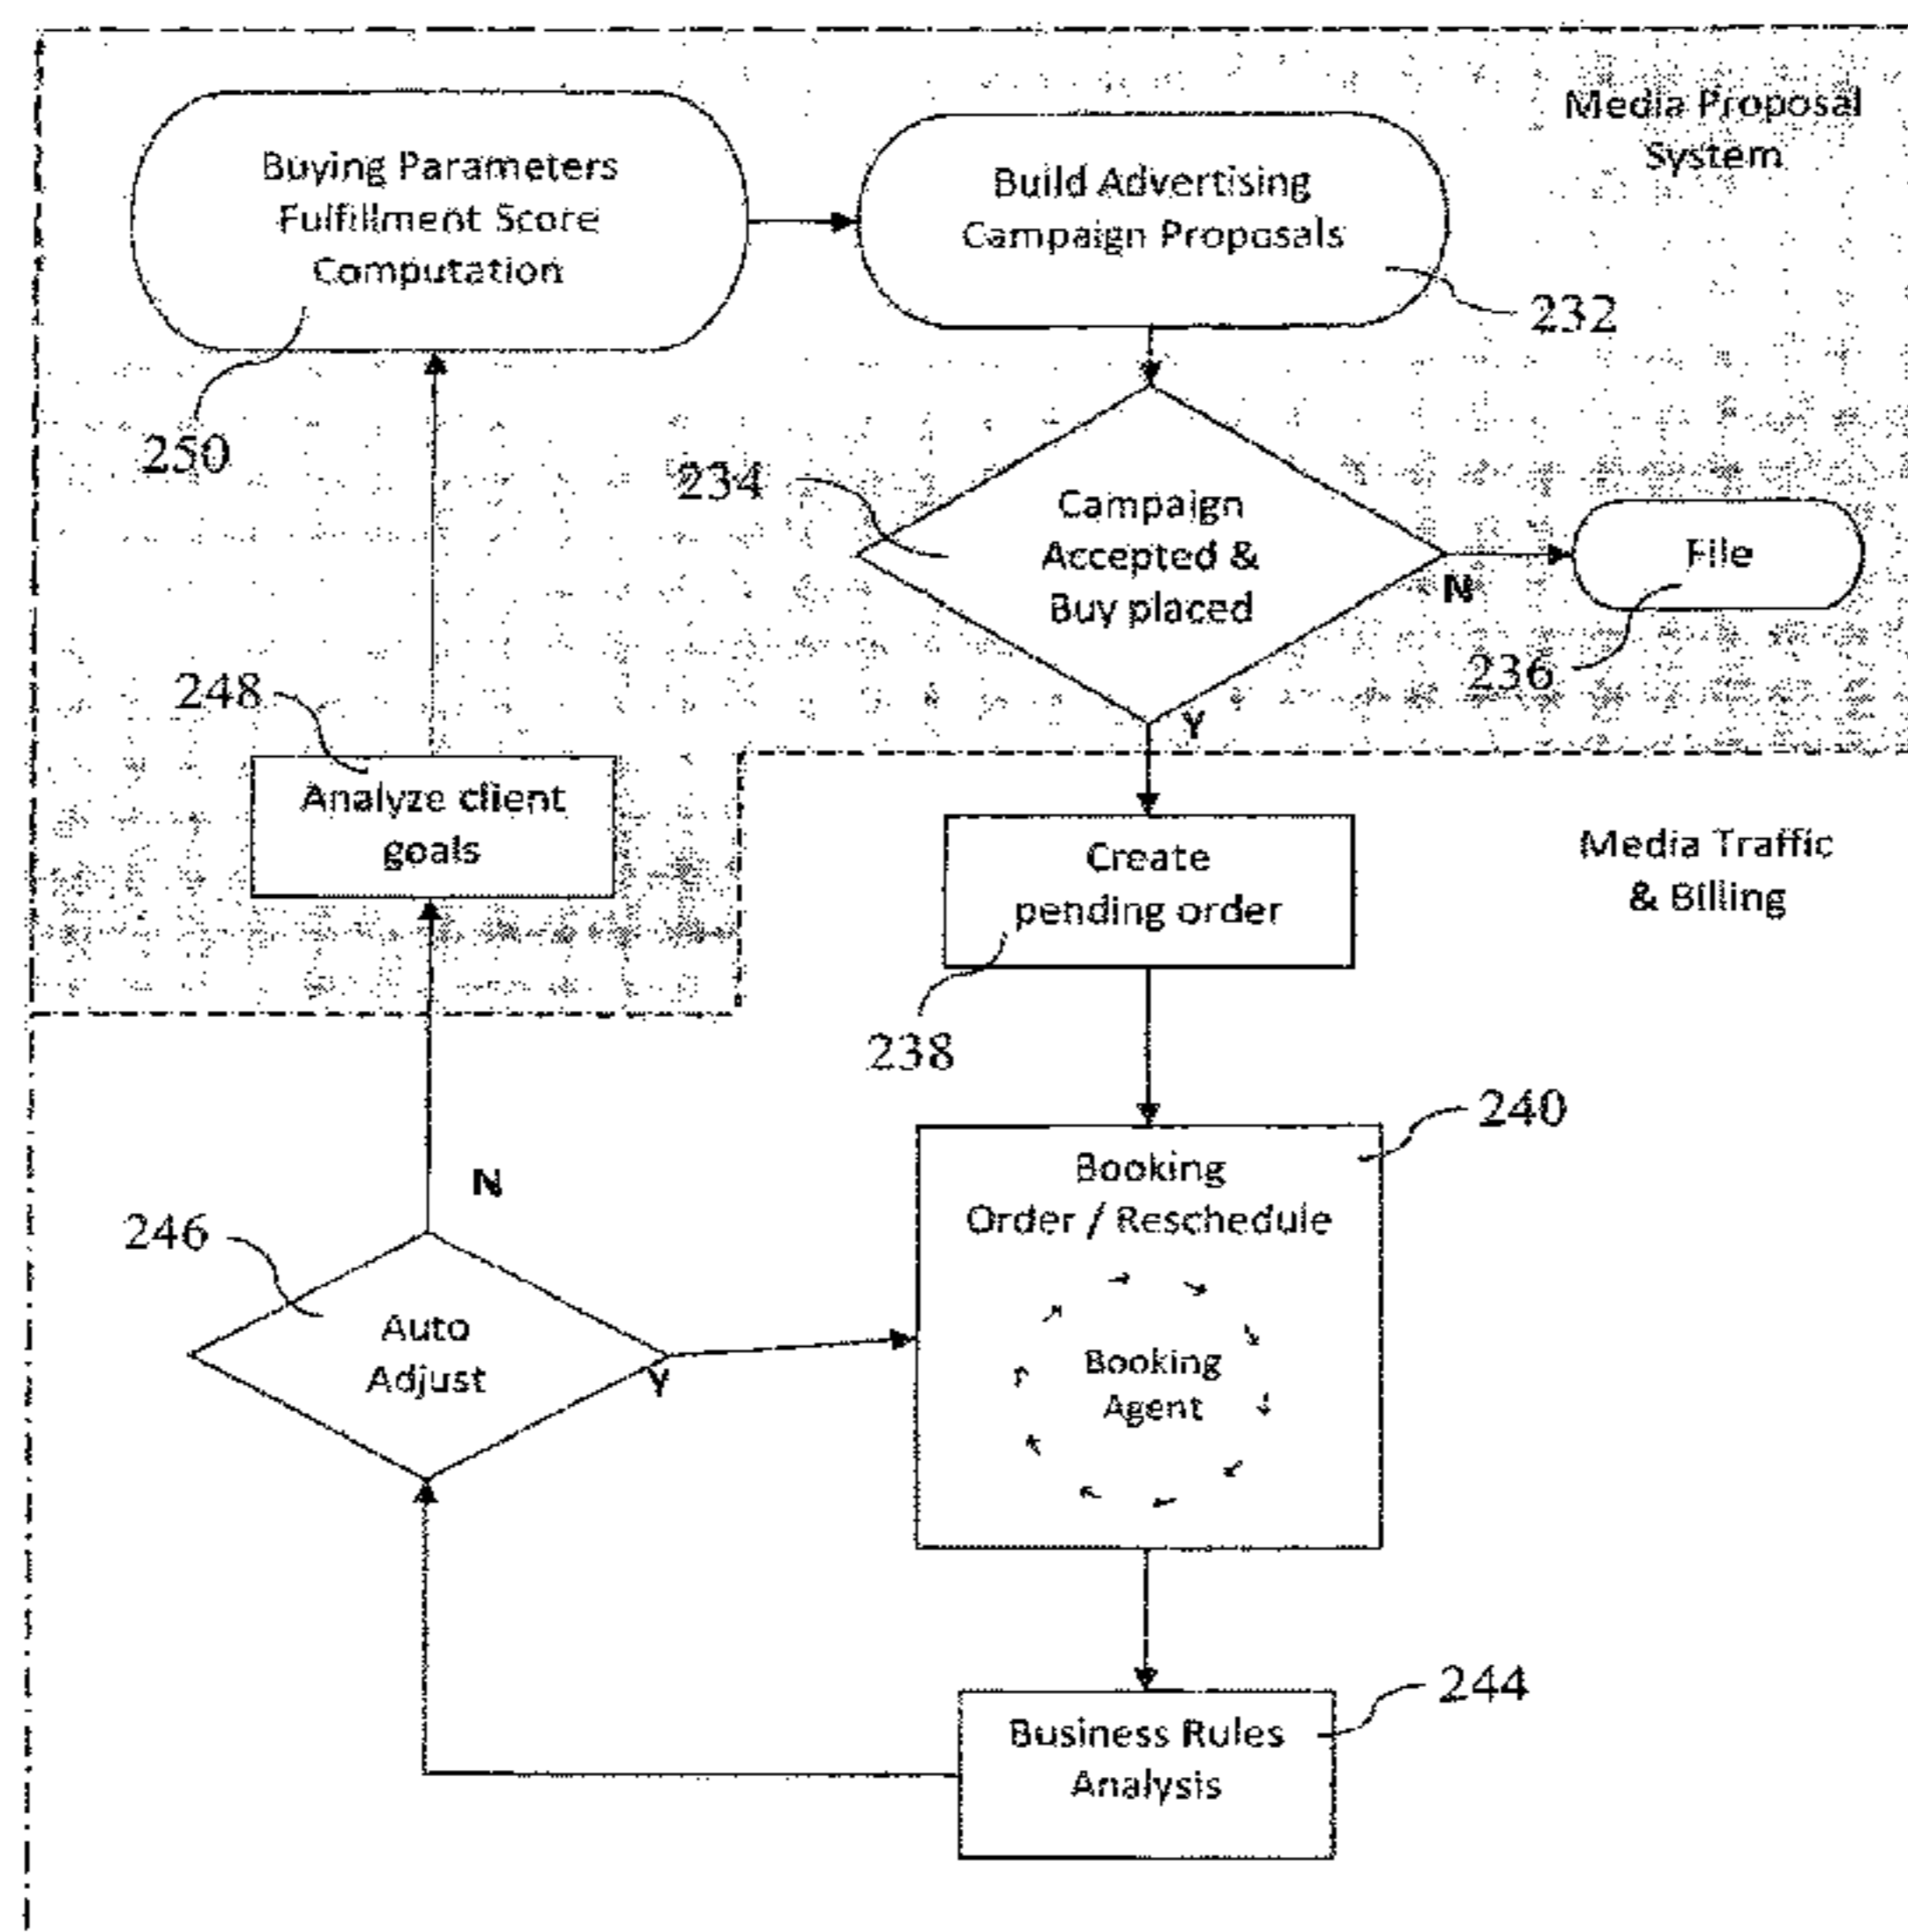 Media Proposal
System
Buying Parameters
Fulfillment Score
Computation
250
Build Advertising
Campaign Proposals
232
234
Campaign
Accepted &
Buy placed
N
File
236
Y
248
Analyze client
goals
Media Traffic
& Billing
Create
pending order
238
240
Booking
Order / Reschedule
Booking
Agent
N
246
Auto
Adjust
Y
244
Business Rules
Analysis